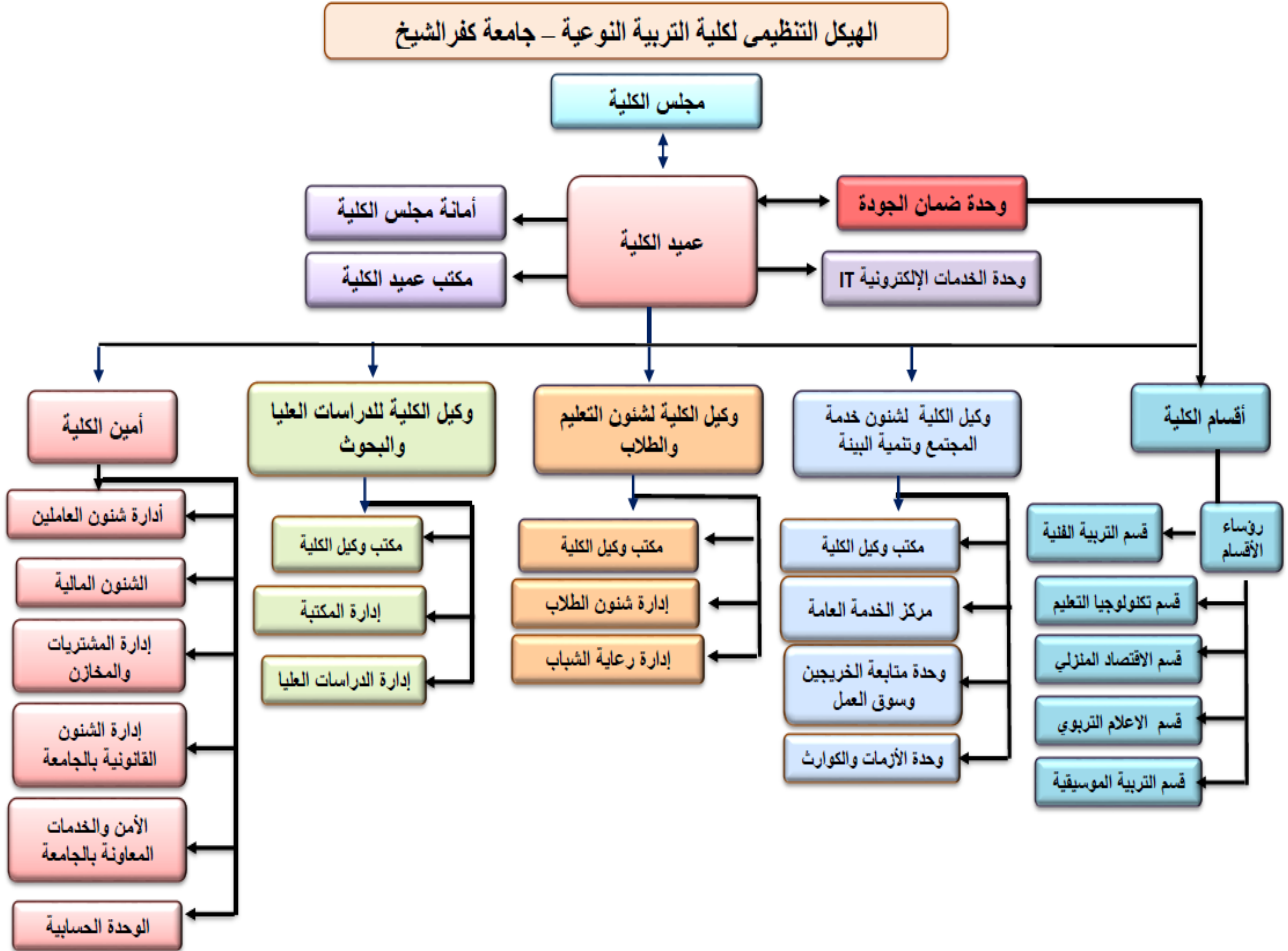 الهيكل التنظيمى لكلية التربية النوعية – جامعة كفرالشيخ
مجلس الكلية
عميد الكلية
وحدة ضمان الجودة
وحدة الخدمات الإلكترونية IT
أمانة مجلس الكلية
مكتب عميد الكلية
أقسام الكلية
رؤساء
الأقسام
قسم التربية الفنية
قسم تكنولوجيا التعليم
قسم الاقتصاد المنزلي
قسم الاعلام التربوي
قسم التربية الموسيقية
وكيل الكلية لشئون خدمة
المجتمع وتنمية البيئة
مكتب وكيل الكلية
مركز الخدمة العامة
وحدة متابعة الخريجين
وسوق العمل
وحدة الأزمات والكوارث
وكيل الكلية لشئون التعليم
والطلاب
مكتب وكيل الكلية
إدارة شئون الطلاب
إدارة رعاية الشباب
وكيل الكلية للدراسات العليا
والبحوث
مكتب وكيل الكلية
إدارة المكتبة
إدارة الدراسات العليا
أمين الكلية
أدارة شئون العاملين
الشئون المالية
إدارة المشتريات
والمخازن
إدارة الشئون
القانونية بالجامعة
الأمن والخدمات
المعاونة بالجامعة
الوحدة الحسابية